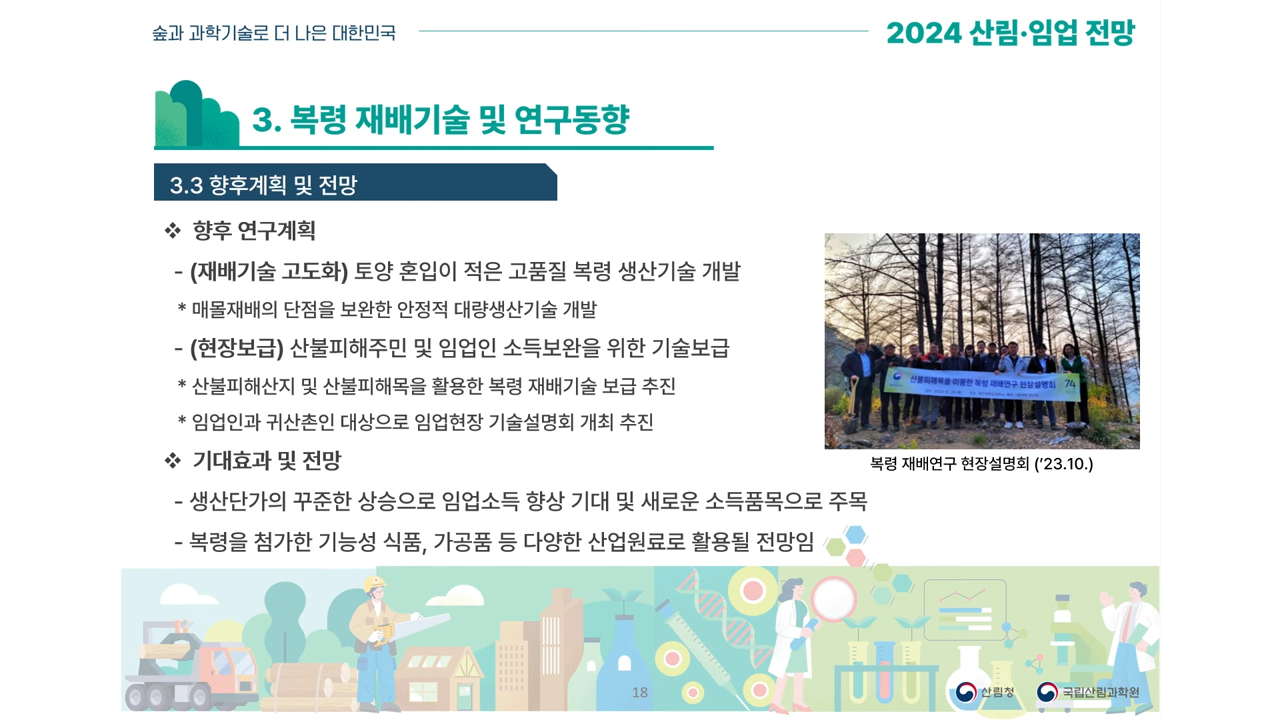 숲과 과학기술로 더 나은 대한민국
2024 산림·임업 전망
3. 복령 재배기술 및 연구동향
3.3 향후계획 및 전망
❖ 향후 연구계획
- (재배기술 고도화) 토양 혼입이 적은 고품질 복령 생산기술 개발
* 매몰재배의 단점을 보완한 안정적 대량생산기술 개발
- (현장보급) 산불피해주민 및 임업인 소득보완을 위한 기술보급
* 산불피해산지 및 산불피해목을 활용한 복령 재배기술 보급 추진
* 임업인과 귀산촌인 대상으로 임업현장 기술설명회 개최 추진
❖ 기대효과 및 전망
- 생산단가의 꾸준한 상승으로 임업소득 향상 기대 및 새로운 소득품목으로 주목
- 복령을 첨가한 기능성 식품, 가공품 등 다양한 산업원료로 활용될 전망임
산불피해목을 이용한 복령 재배연구 현장설명회
74
복령 재배연구 현장설명회 (’23.10.)
18
산림청
국립산림과학원